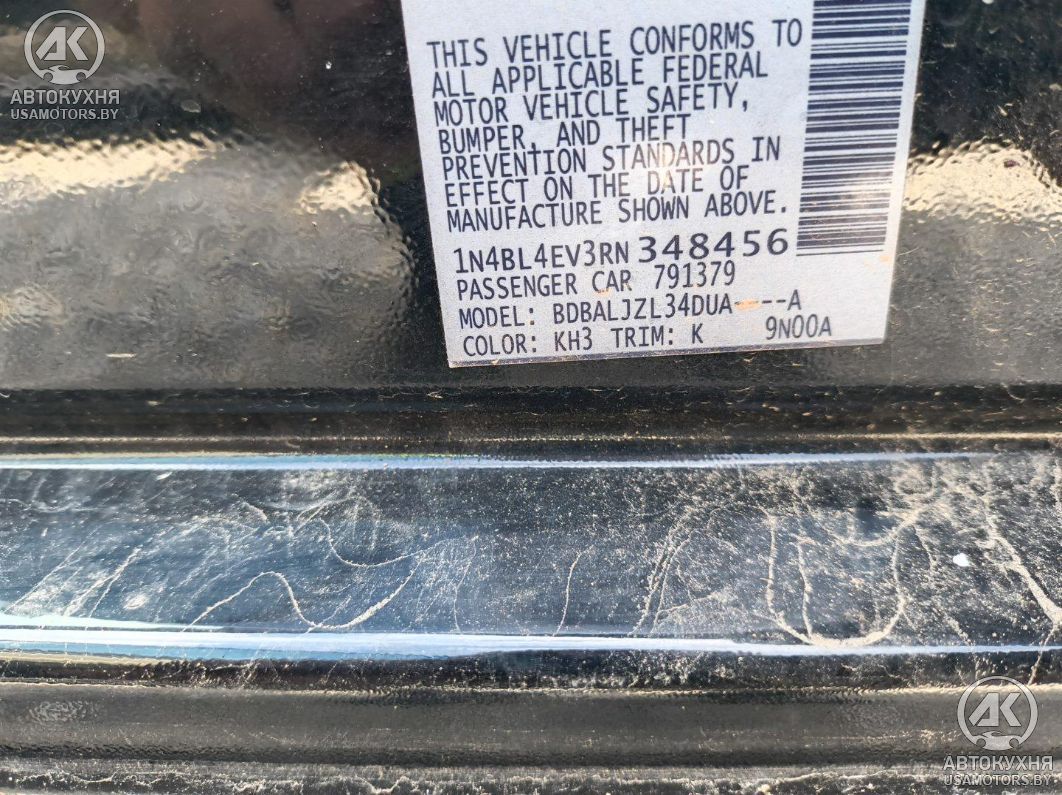 АК
АВТОКУХНЯ
USAMOTORS.BY
THIS VEHICLE CONFORMS TO
ALL APPLICABLE FEDERAL
MOTOR VEHICLE SAFETY,
BUMPER, AND THEFT
PREVENTION STANDARDS IN
EFFECT ON THE DATE OF
MANUFACTURE SHOWN ABOVE.
1N4BL4EV3RN 348456
PASSENGER CAR 791379
MODEL: BDBALJZL34DUA----A
COLOR: KH3 TRIM: K 9N00A
АК
АВТОКУХНЯ
USAMOTORS.BY